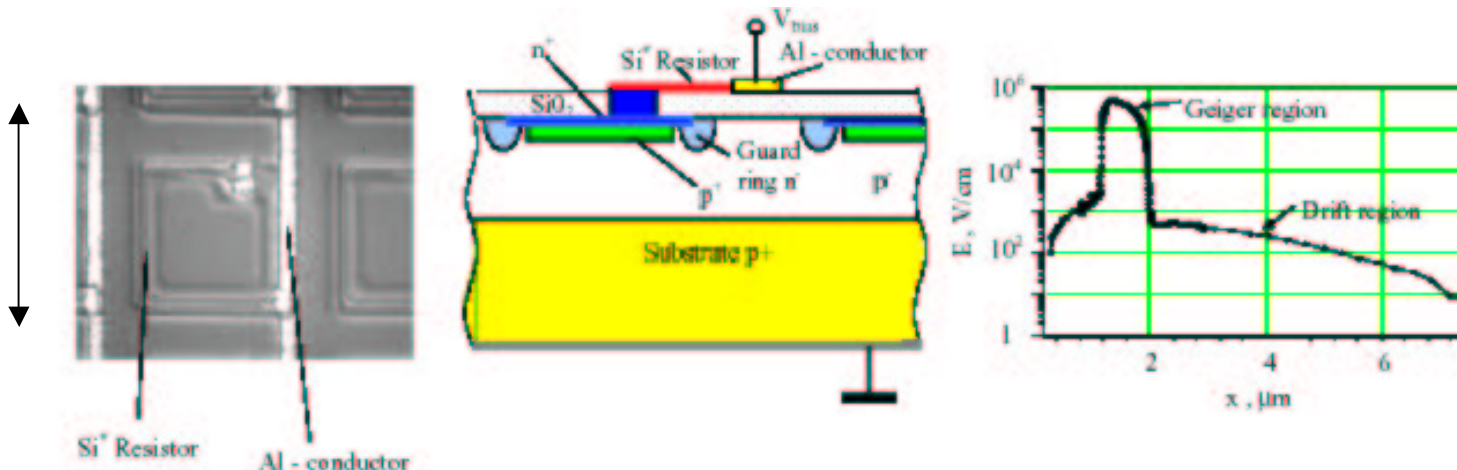 Si* Resistor
Al - conductor
V bias
Al - conductor
Si* Resistor
n+
SiO2
Guard
ring n-
p+
p-
Substrate p+
E, V/cm
10^6
10^4
10^2
1
Geiger region
Drift region
2 4 6
x , μm